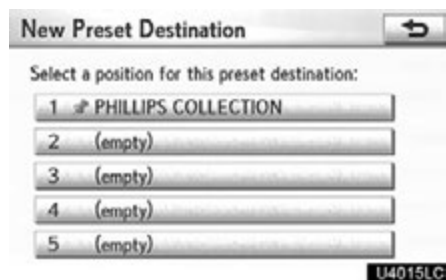 New Preset Destination
Select a position for this preset destination:
1 PHILLIPS COLLECTION
2 (empty)
3 (empty)
4 (empty)
5 (empty)
U4015LC